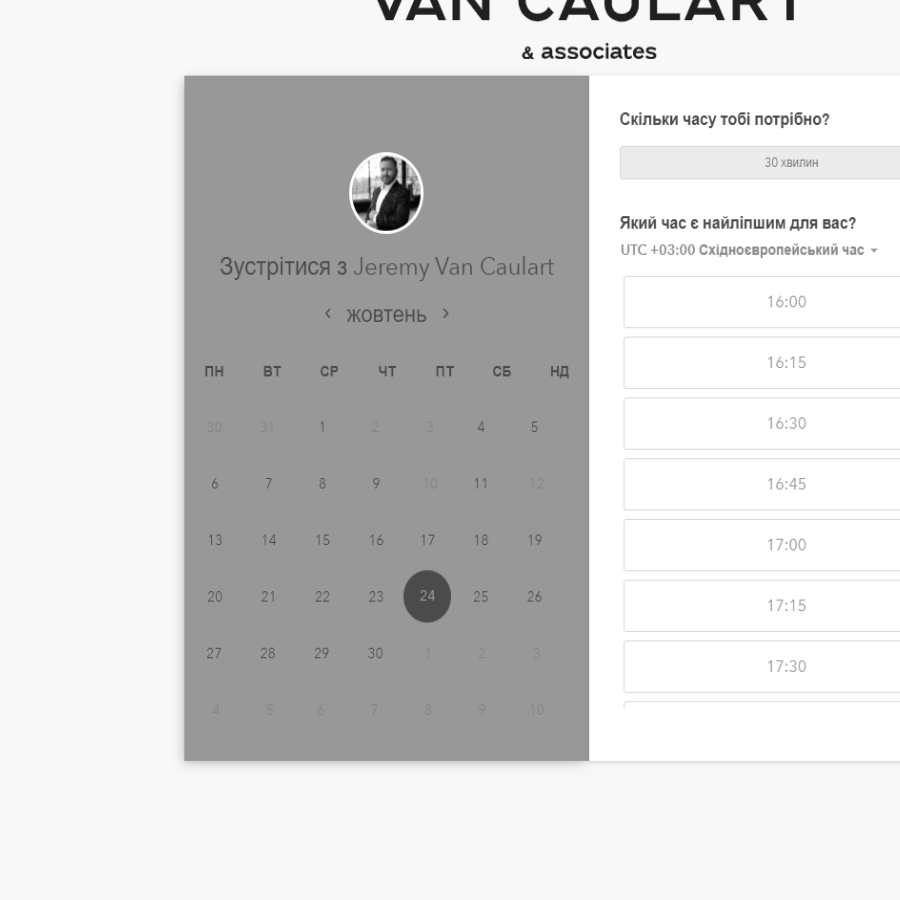 VAN CAULART
& associates
Зустрітися з Jeremy Van Caulart
‹ жовтень ›
ПН ВТ СР ЧТ ПТ СБ НД
30 31 1 2 3 4 5
6 7 8 9 10 11 12
13 14 15 16 17 18 19
20 21 22 23 24 25 26
27 28 29 30 1 2 3
4 5 6 7 8 9 10
Скільки часу тобі потрібно?
30 хвилин
Який час є найліпшим для вас?
UTC +03:00 Східноєвропейський час
16:00
16:15
16:30
16:45
17:00
17:15
17:30